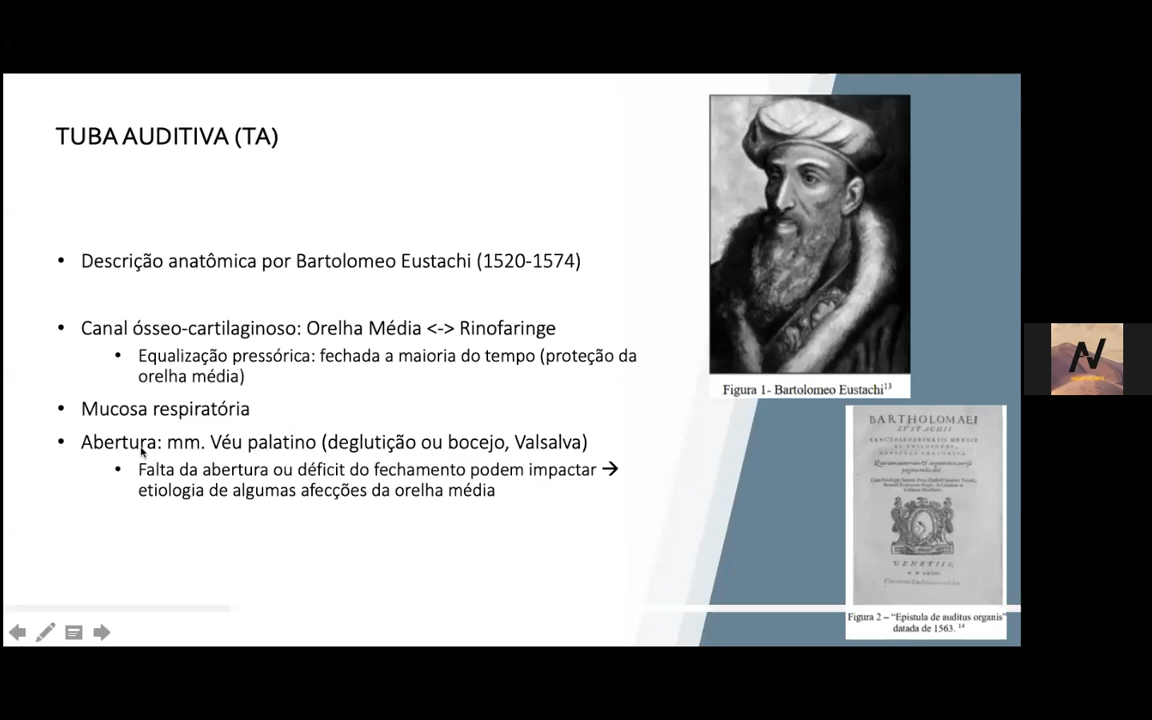 TUBA AUDITIVA (TA)
• Descrição anatômica por Bartolomeo Eustachi (1520-1574)
• Canal ósseo-cartilaginoso: Orelha Média <-> Rinofaringe
• Equalização pressórica: fechada a maioria do tempo (proteção da
orelha média)
• Mucosa respiratória
• Abertura: mm. Véu palatino (deglutição ou bocejo, Valsalva)
• Falta da abertura ou déficit do fechamento podem impactar →
etiologia de algumas afecções da orelha média
Figura 1- Bartolomeo Eustachi13
BARTHOLOMAEI
EVSTACHII
VENETIIS,
Figura 2 – “Epistula de auditus organis”
datada de 1563. 14